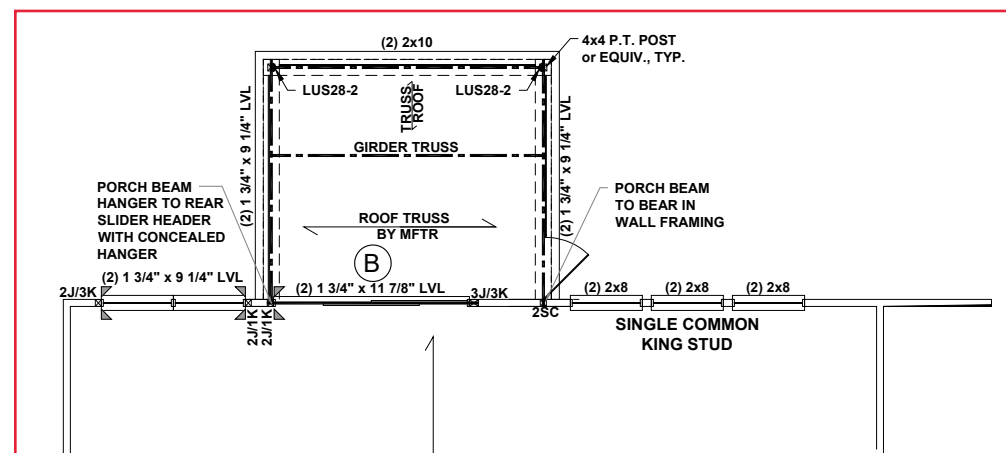 (2) 2x10
4x4 P.T. POST
or EQUIV., TYP.
LUS28-2
LUS28-2
TRUSS
ROOF
(2) 1 3/4" x 9 1/4" LVL
(2) 1 3/4" x 9 1/4" LVL
GIRDER TRUSS
PORCH BEAM
HANGER TO REAR
SLIDER HEADER
WITH CONCEALED
HANGER
PORCH BEAM
TO BEAR IN
WALL FRAMING
ROOF TRUSS
BY MFTR
B
(2) 1 3/4" x 9 1/4" LVL
(2) 1 3/4" x 11 7/8" LVL
2J/3K
3J/3K
(2) 2x8
(2) 2x8
(2) 2x8
2J/1K
2J/1K
2SC
SINGLE COMMON
KING STUD